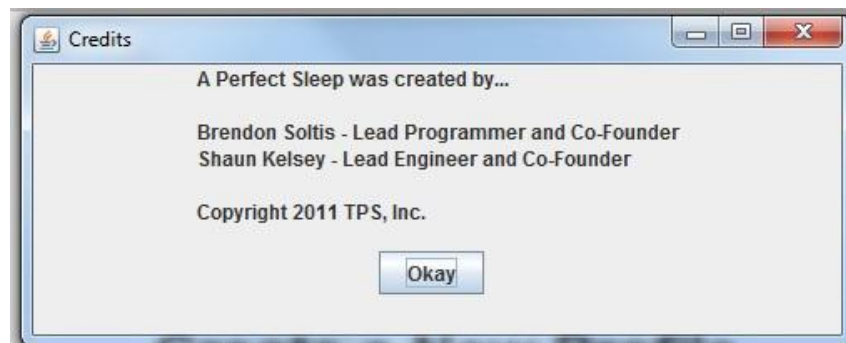 Credits
A Perfect Sleep was created by...
Brendon Soltis - Lead Programmer and Co-Founder
Shaun Kelsey - Lead Engineer and Co-Founder
Copyright 2011 TPS, Inc.
Okay